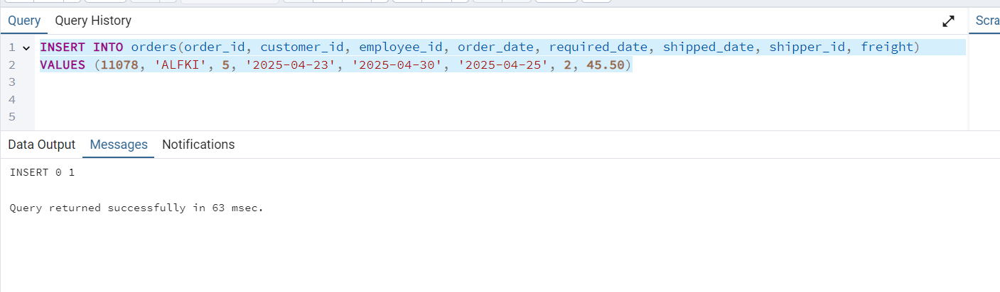 Query Query History Scra
1 INSERT INTO orders(order_id, customer_id, employee_id, order_date, required_date, shipped_date, shipper_id, freight)
2 VALUES (11078, 'ALFKI', 5, '2025-04-23', '2025-04-30', '2025-04-25', 2, 45.50)
3
4
5
Data Output Messages Notifications
INSERT 0 1
Query returned successfully in 63 msec.